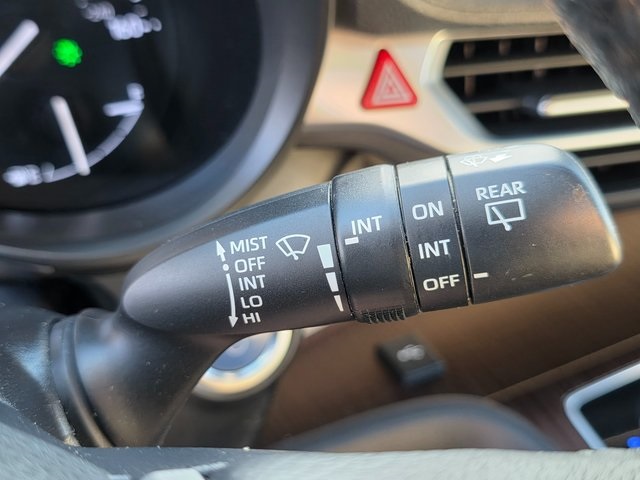 MIST
OFF
INT
LO
HI
INT
ON
INT
OFF
REAR